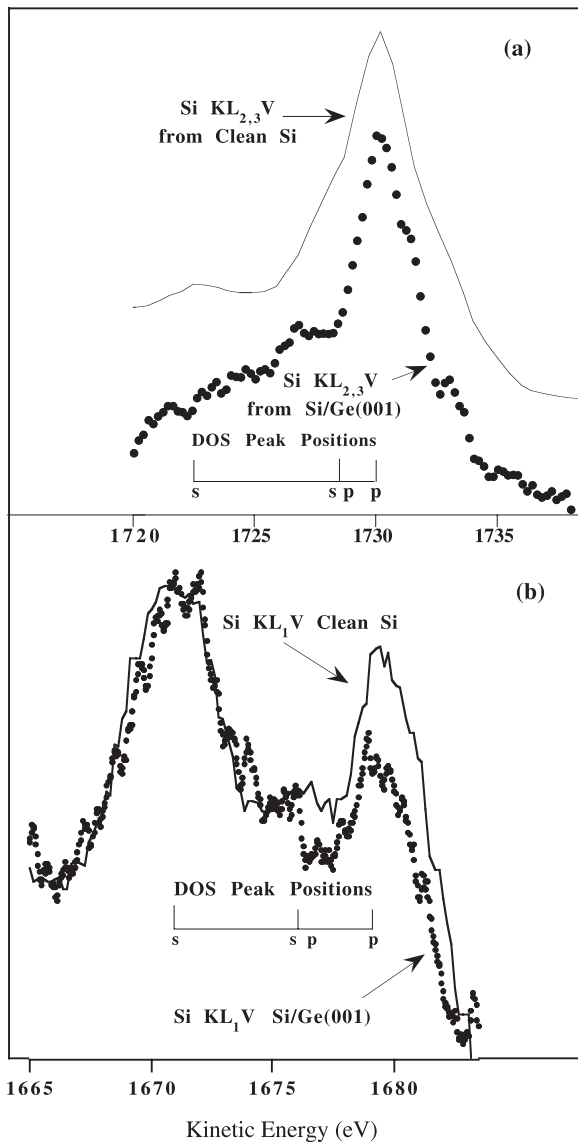 (a)
Si KL2,3V
from Clean Si
Si KL2,3V
from Si/Ge(001)
DOS Peak Positions
s s p p
1720 1725 1730 1735
(b)
Si KL1V Clean Si
DOS Peak Positions
s s p p
Si KL1V Si/Ge(001)
1665 1670 1675 1680
Kinetic Energy (eV)